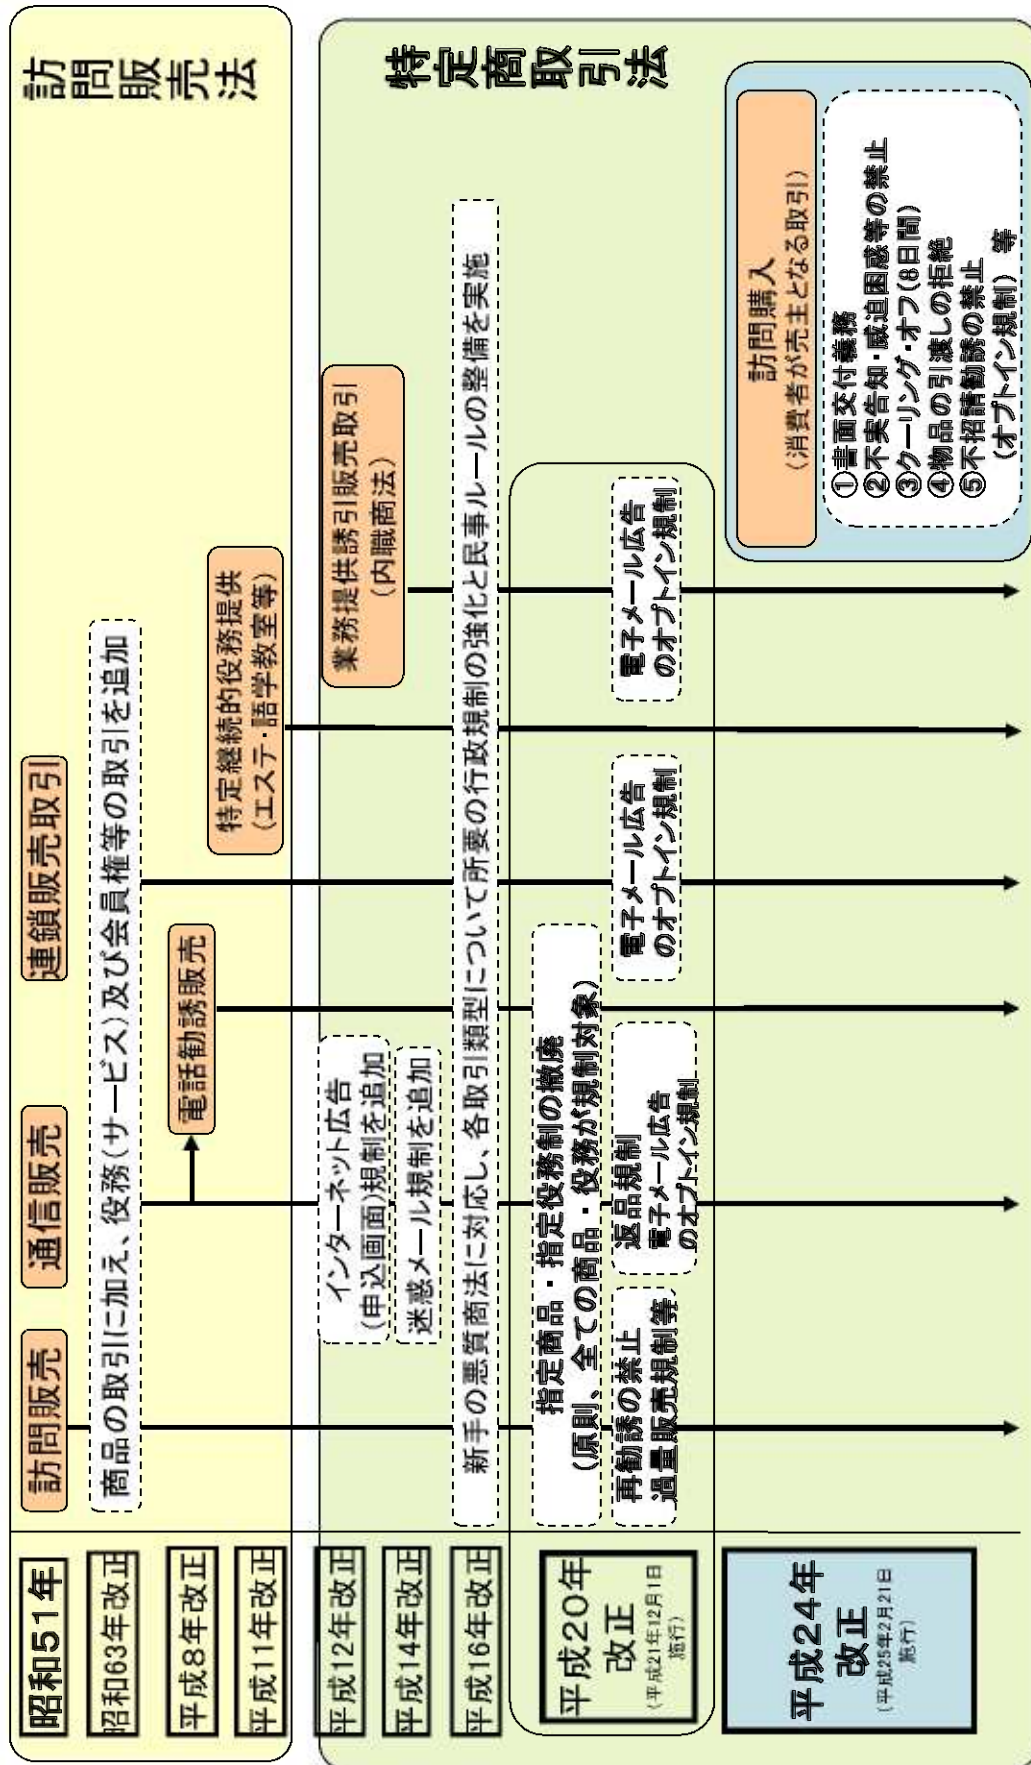 訪問販売法
特定商取引法
昭和51年
訪問販売
通信販売
連鎖販売取引
昭和63年改正
商品の取引に加え、役務(サービス)及び会員権等の取引を追加
平成8年改正
電話勧誘販売
平成11年改正
特定継続的役務提供
(エステ・語学教室等)
平成12年改正
インターネット広告
(申込画面)規制を追加
業務提供誘引販売取引
(内職商法)
平成14年改正
迷惑メール規制を追加
平成16年改正
新手の悪質商法に対応し、各取引類型について所要の行政規制の強化と民事ルールの整備を実施
平成20年
改正
(平成21年12月1日
施行)
指定商品・指定役務制の撤廃
(原則、全ての商品・役務が規制対象)
再勧誘の禁止
過量販売規制等
返品規制
電子メール広告
のオプトイン規制
電子メール広告
のオプトイン規制
電子メール広告
のオプトイン規制
平成24年
改正
(平成25年2月21日
施行)
訪問購入
(消費者が売主となる取引)
①書面交付義務
②不実告知・威迫困惑等の禁止
③クーリング・オフ(8日間)
④物品の引渡しの拒絶
⑤不招請勧誘の禁止
(オプトイン規制) 等